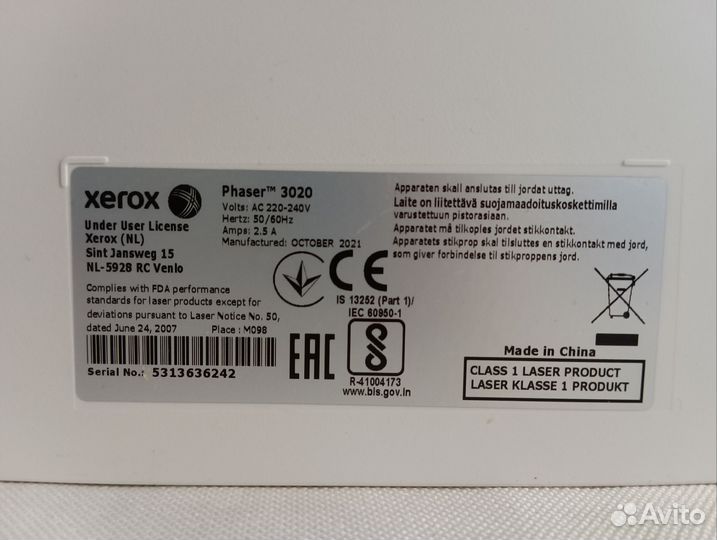 xerox
Under User License
Xerox (NL)
Sint Jansweg 15
NL-5928 RC Venlo
Phaser™ 3020
Volts: AC 220-240V
Hertz: 50/60Hz
Amps: 2.5 A
Manufactured: OCTOBER 2021
Complies with FDA performance
standards for laser products except for
deviations pursuant to Laser Notice No. 50,
dated June 24, 2007 Place : M098
Serial No.: 5313636242
CE
IS 13252 (Part 1)/
IEC 60950-1
EAC
R-41004173
www.bis.gov.in
Apparaten skall anslutas till jordat uttag.
Laite on liitettävä suojamaadoituskoskettimilla
varustettuun pistorasiaan.
Apparatet må tilkoples jordet stikkontakt.
Apparatets stikprop skal tilsluttes en stikkontakt med jord,
som giver forbindelse til stikproppens jord.
Made in China
CLASS 1 LASER PRODUCT
LASER KLASSE 1 PRODUKT
Avito